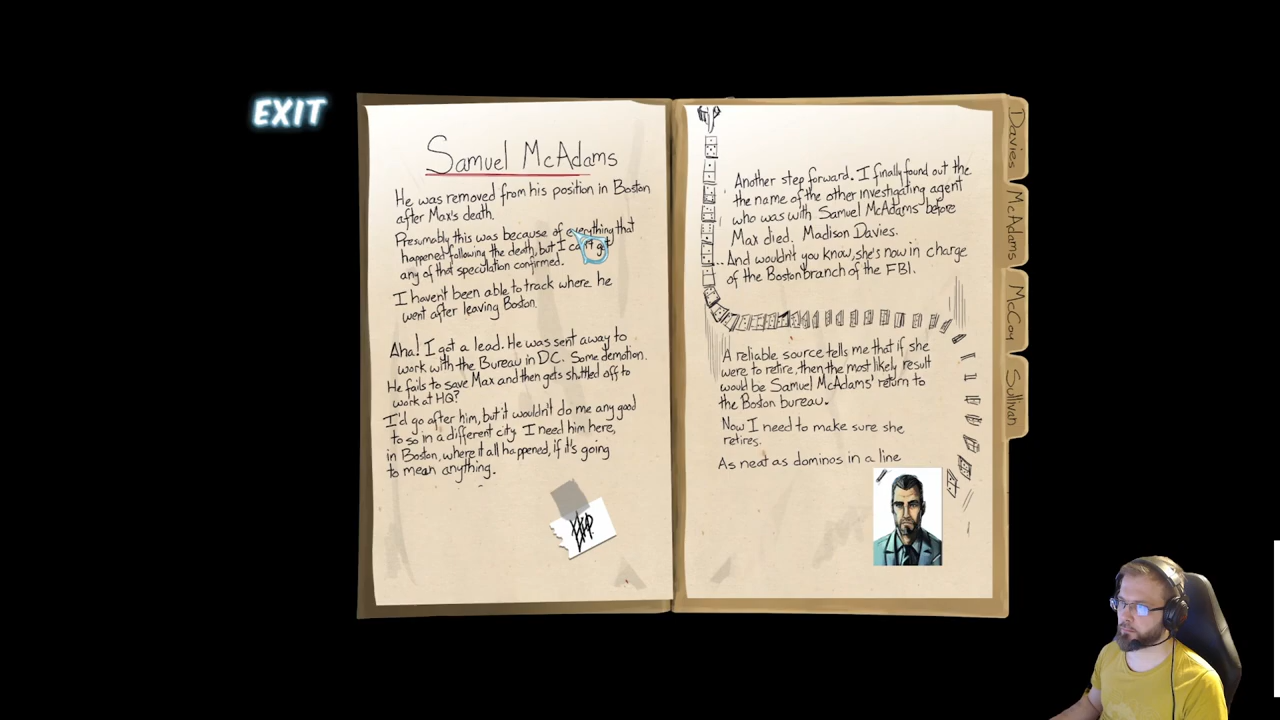 EXIT
Samuel McAdams
He was removed from his position in Boston
after Max's death.
Presumably this was because of everything that
happened following the death, but I can't get
any of that speculation confirmed.
I haven't been able to track where he
went after leaving Boston.
Aha! I got a lead. He was sent away to
work with the Bureau in DC. Some demotion.
He fails to save Max and then gets shuttled off to
work at HQ?
I'd go after him, but it wouldn't do me any good
to so in a different city. I need him here,
in Boston, where it all happened, if it's going
to mean anything.
Another step forward. I finally found out the
the name of the other investigating agent
who was with Samuel McAdams before
Max died. Madison Davies.
...And wouldn't you know, she's now in charge
of the Boston branch of the FBI.
A reliable source tells me that if she
were to retire, then the most likely result
would be Samuel McAdams' return to
the Boston bureau.
Now I need to make sure she
retires.
As neat as dominos in a line
Davies
McAdams
McCoy
Sullivan